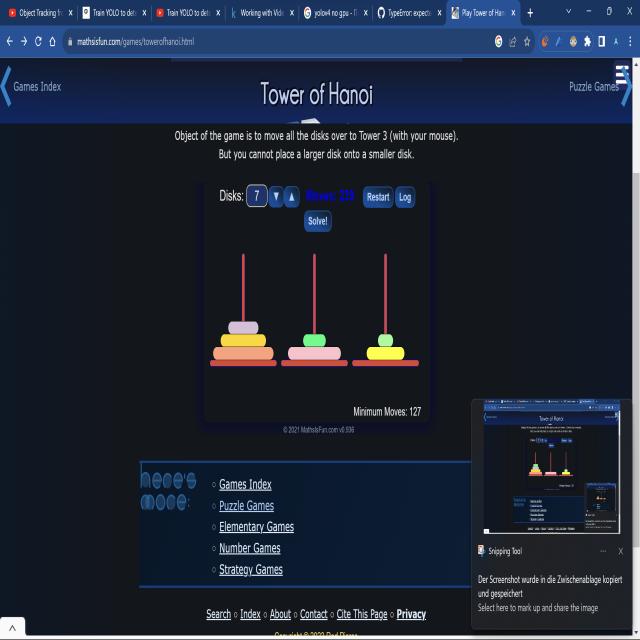 Object Tracking fr
Train YOLO to dete
Train YOLO to dete
Working with Vide
yolov4 no gpu - G
TypeError: expecte
Play Tower of Hano
mathsisfun.com/games/towerofhanoi.html
Games Index
Tower of Hanoi
Puzzle Games
Object of the game is to move all the disks over to Tower 3 (with your mouse).
But you cannot place a larger disk onto a smaller disk.
Disks: 7 ▼ ▲ Restart Log
Solve!
Minimum Moves: 127
© 2021 MathsIsFun.com v0.936
Here's
more:
Games Index
Puzzle Games
Elementary Games
Number Games
Strategy Games
Snipping Tool
Der Screenshot wurde in die Zwischenablage kopiert
und gespeichert
Select here to mark up and share the image
Search ○ Index ○ About ○ Contact ○ Cite This Page ○ Privacy